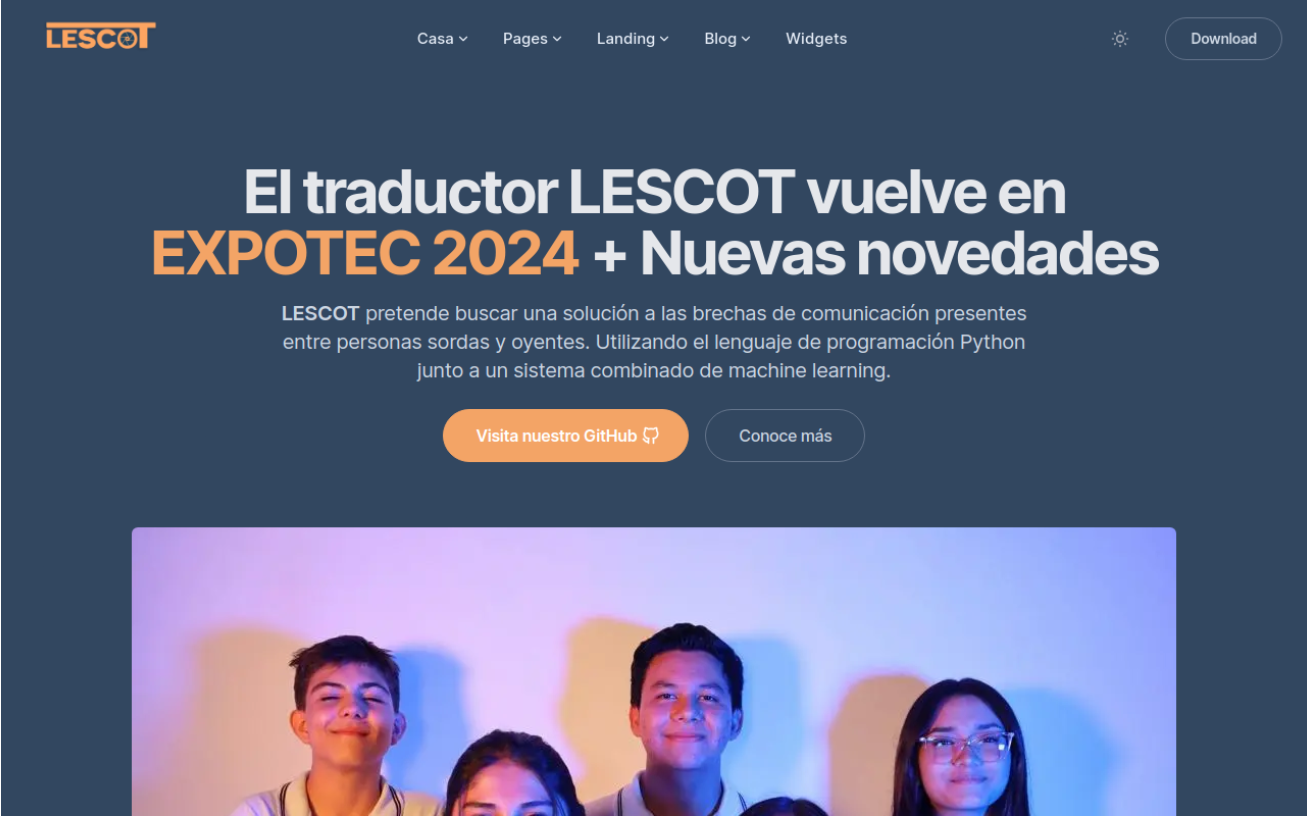 LESCOT
Casa Pages Landing Blog Widgets Download
El traductor LESCOT vuelve en
EXPOTEC 2024 + Nuevas novedades
LESCOT pretende buscar una solución a las brechas de comunicación presentes
entre personas sordas y oyentes. Utilizando el lenguaje de programación Python
junto a un sistema combinado de machine learning.
Visita nuestro GitHub Conoce más